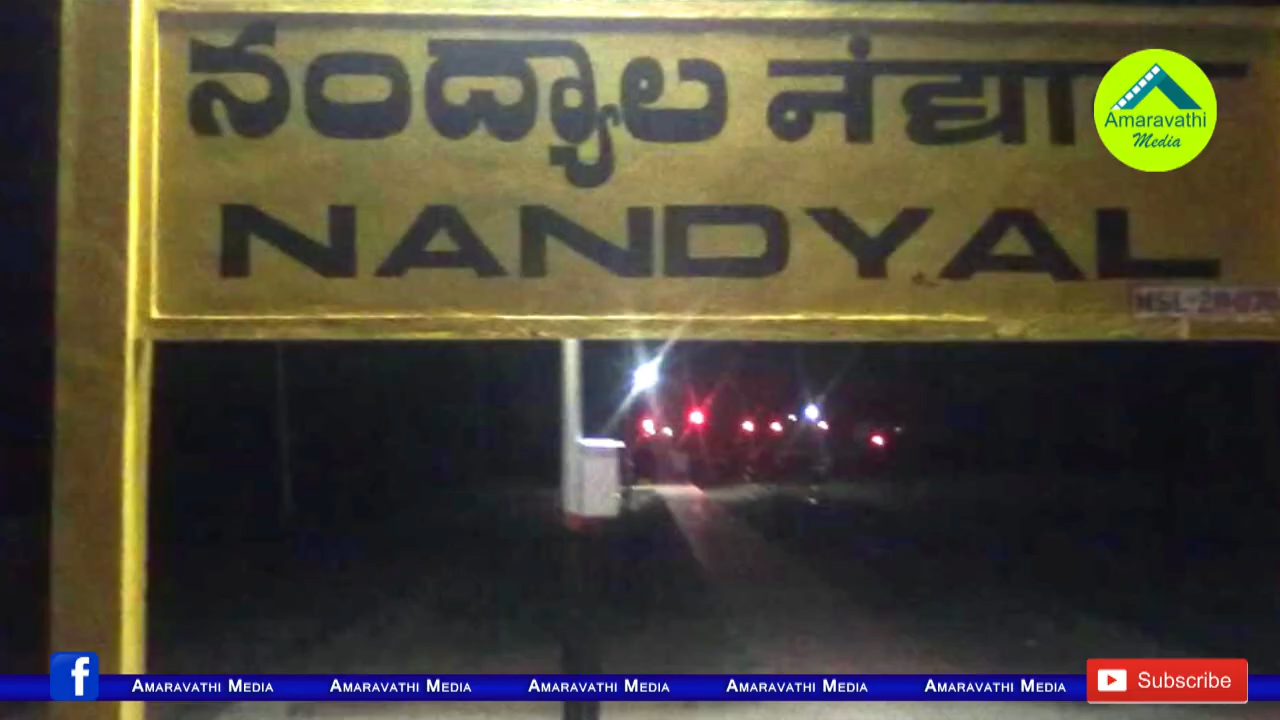 నంద్యాల
NANDYAL
Amaravathi
Media
f
Amaravathi Media Amaravathi Media Amaravathi Media Amaravathi Media Amaravathi Media
Subscribe